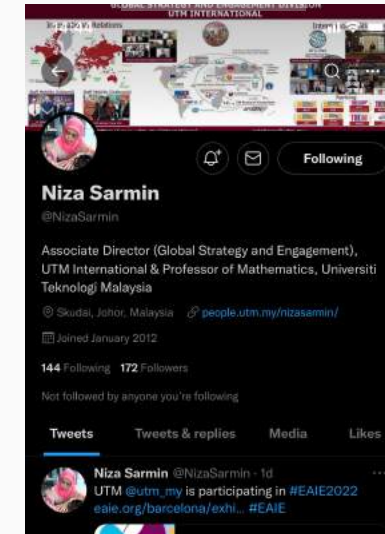 GLOBAL STRATEGY AND ENGAGEMENT DIVISION
UTM INTERNATIONAL
Following
Niza Sarmin
@NizaSarmin
Associate Director (Global Strategy and Engagement),
UTM International & Professor of Mathematics, Universiti
Teknologi Malaysia
Skudai, Johor, Malaysia people.utm.my/nizasarmin/
Joined January 2012
144 Following 172 Followers
Not followed by anyone you're following
Tweets Tweets & replies Media Likes
Niza Sarmin @NizaSarmin · 1d
UTM @utm_my is participating in #EAIE2022
eaie.org/barcelona/exhi... #EAIE